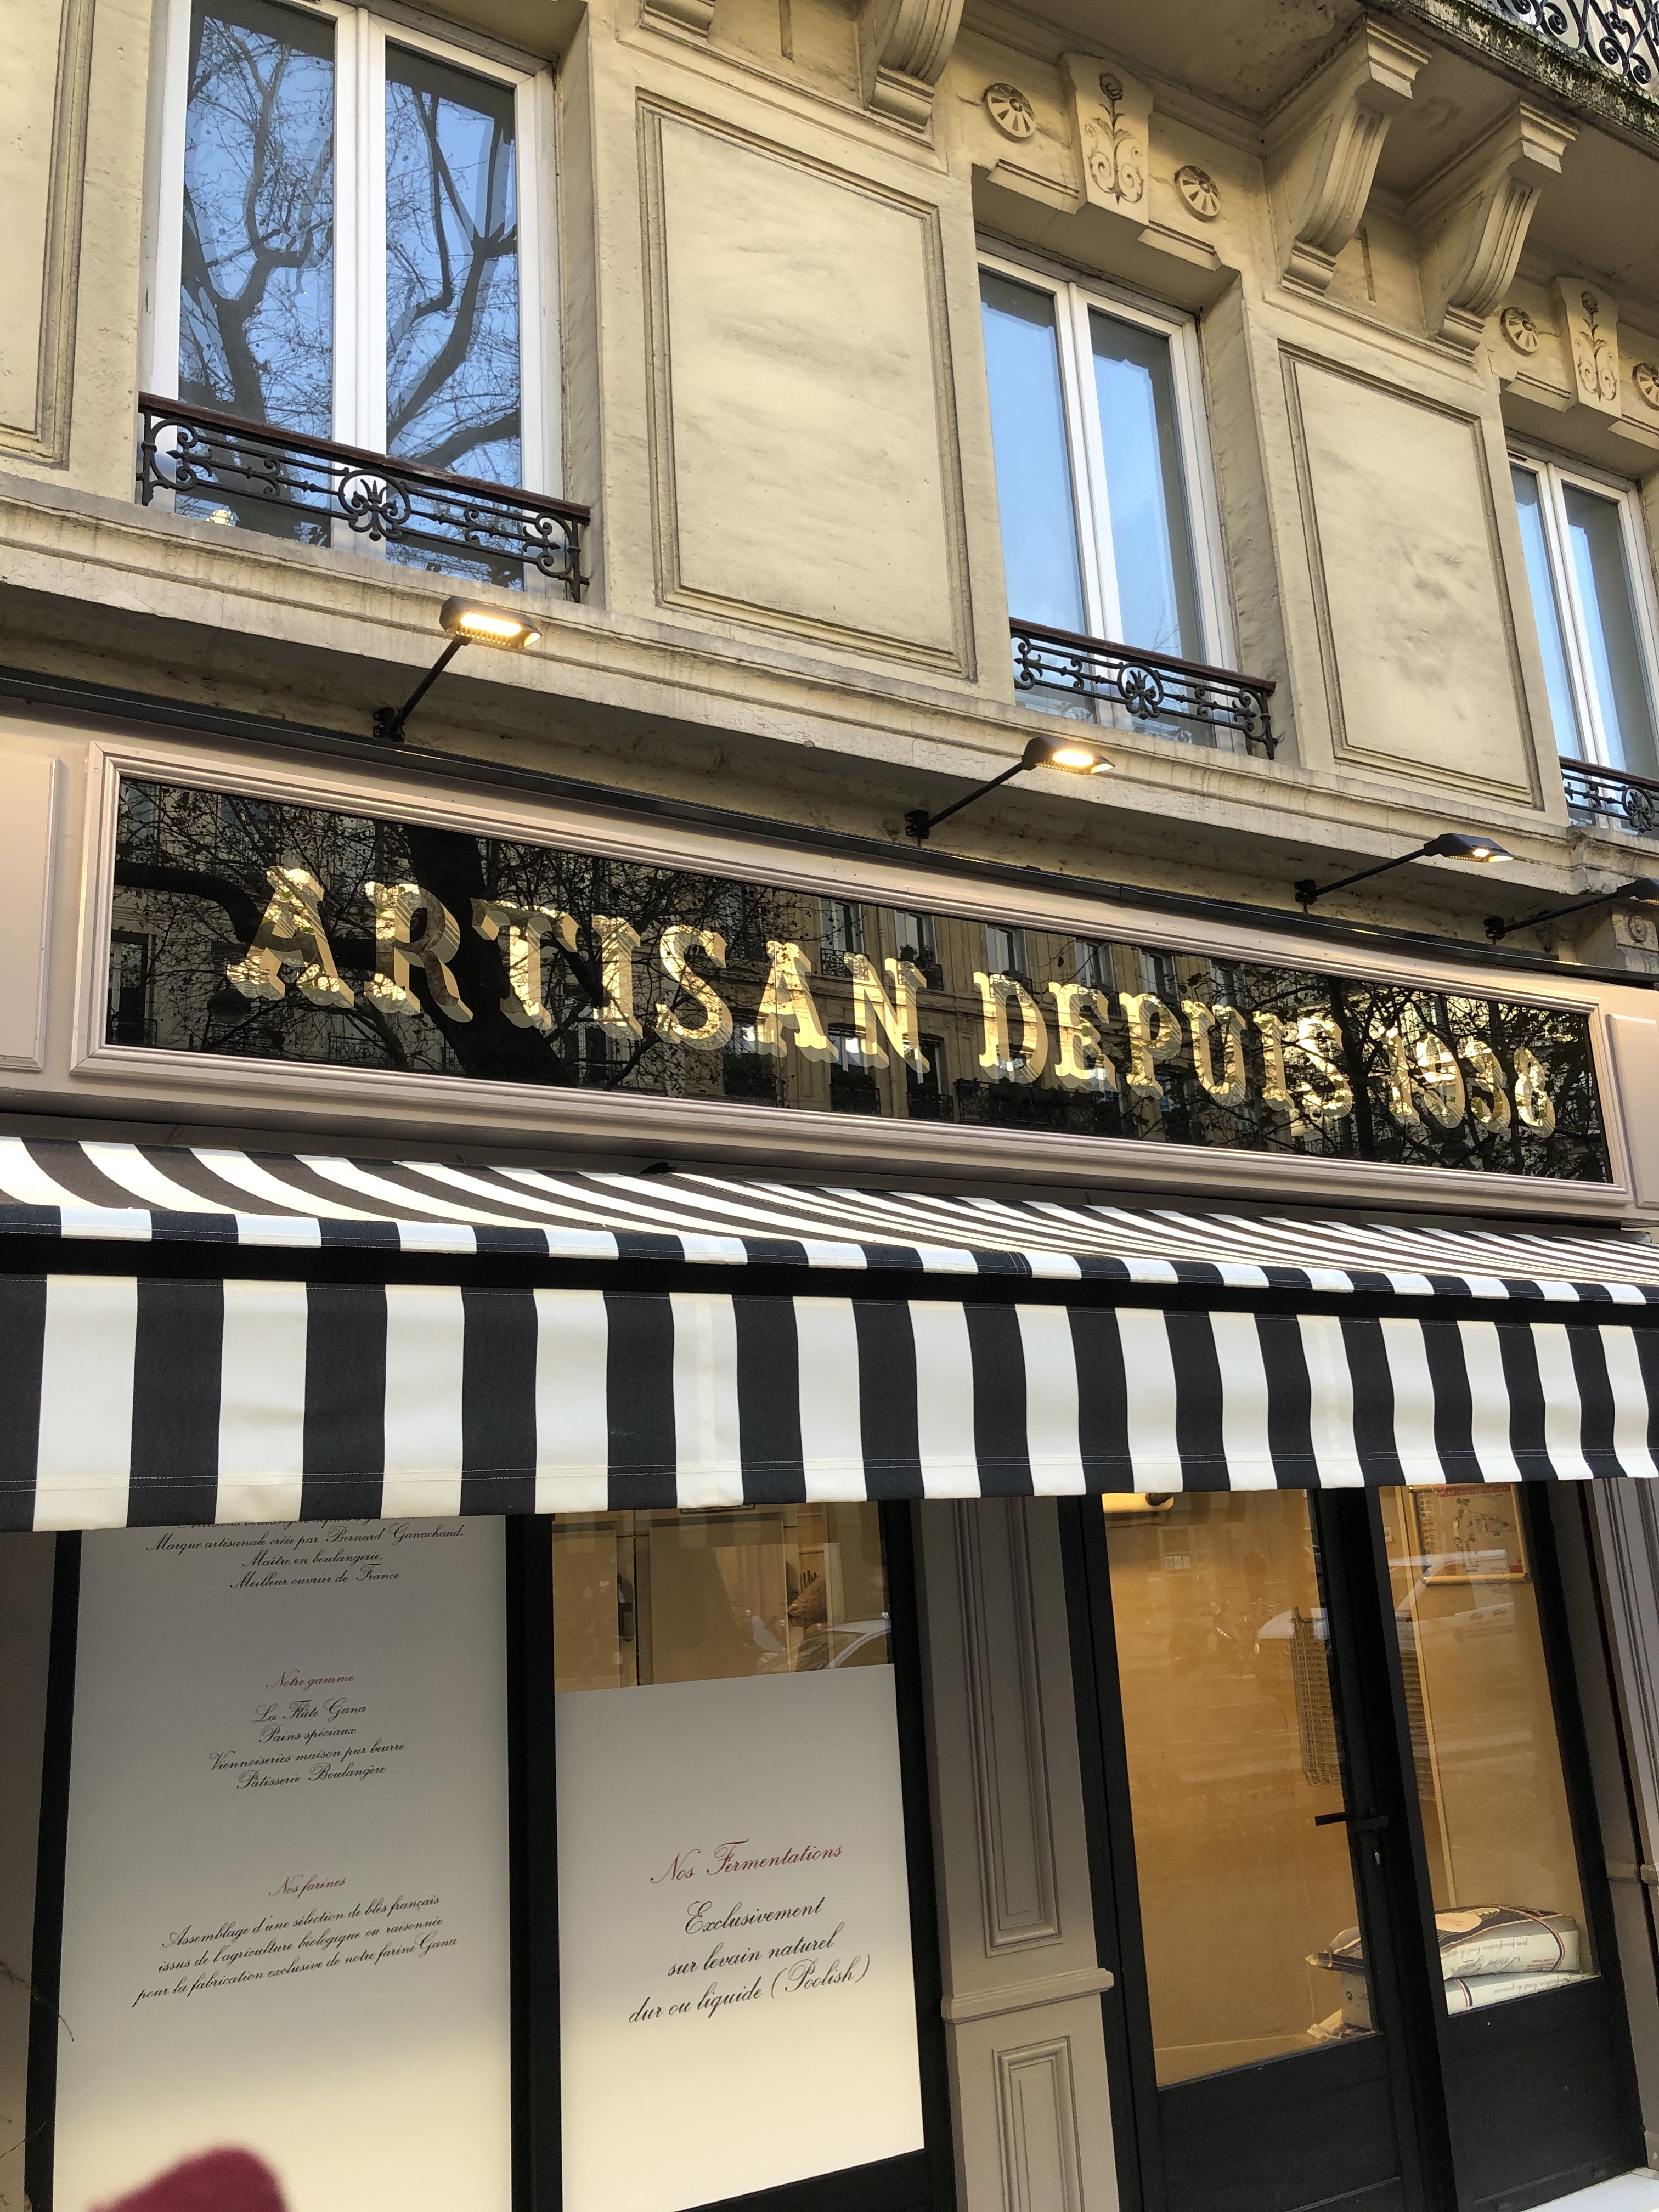 ARTISAN DEPUIS 1938
Marque artisanale créée par Bernard Ganachaud.
Maître en boulangerie.
Meilleur ouvrier de France
Notre gamme
La Flûte Gana
Pains spéciaux
Viennoiseries maison pur beurre
Pâtisserie Boulangère
Nos farines
Assemblage d'une sélection de blés français
issus de l'agriculture biologique ou raisonnée
pour la fabrication exclusive de notre farine Gana
Nos Fermentations
Exclusivement
sur levain naturel
dur ou liquide (Poolish)